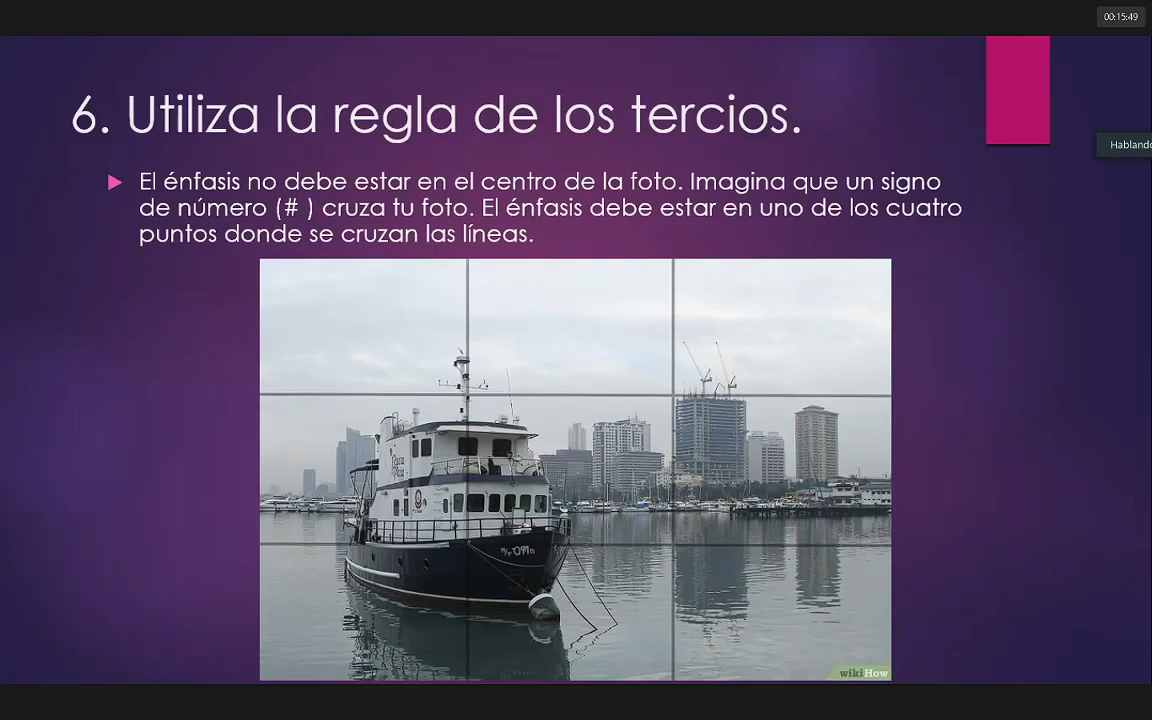 00:15:49
6. Utiliza la regla de los tercios.
Hablando
El énfasis no debe estar en el centro de la foto. Imagina que un signo
de número (# ) cruza tu foto. El énfasis debe estar en uno de los cuatro
puntos donde se cruzan las líneas.
wikiHow